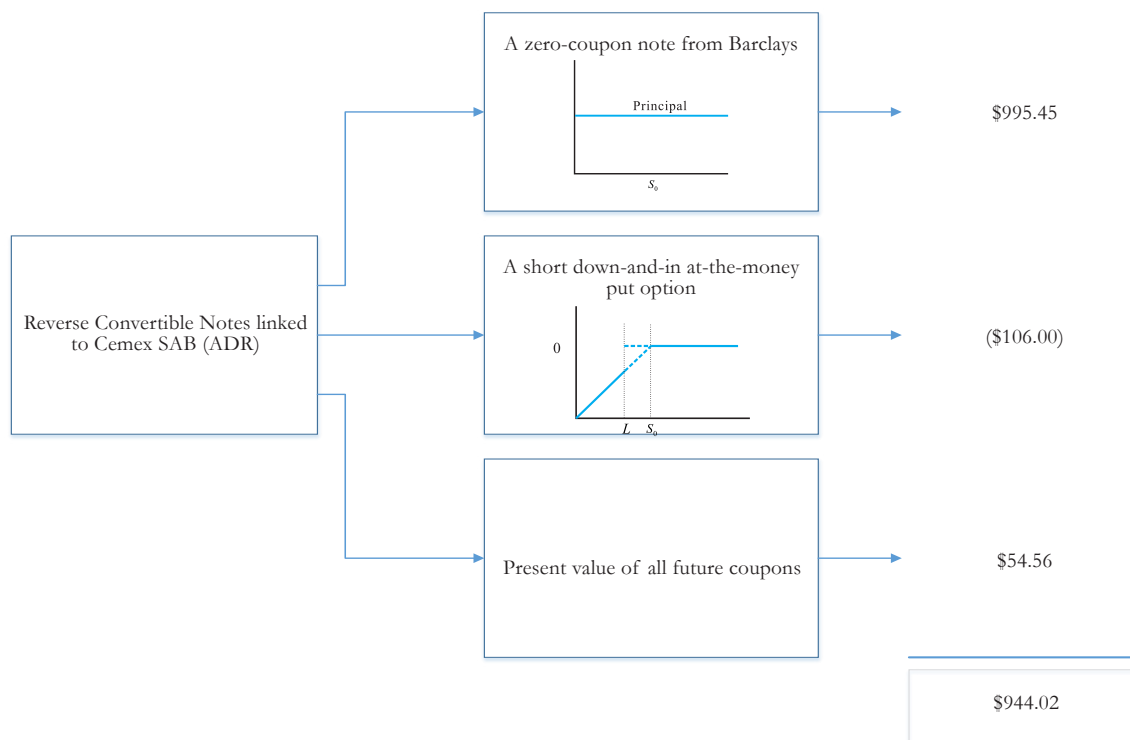 A zero-coupon note from Barclays
Principal
S₀
$995.45
Reverse Convertible Notes linked
to Cemex SAB (ADR)
A short down-and-in at-the-money
put option
0
L S₀
($106.00)
Present value of all future coupons
$54.56
$944.02